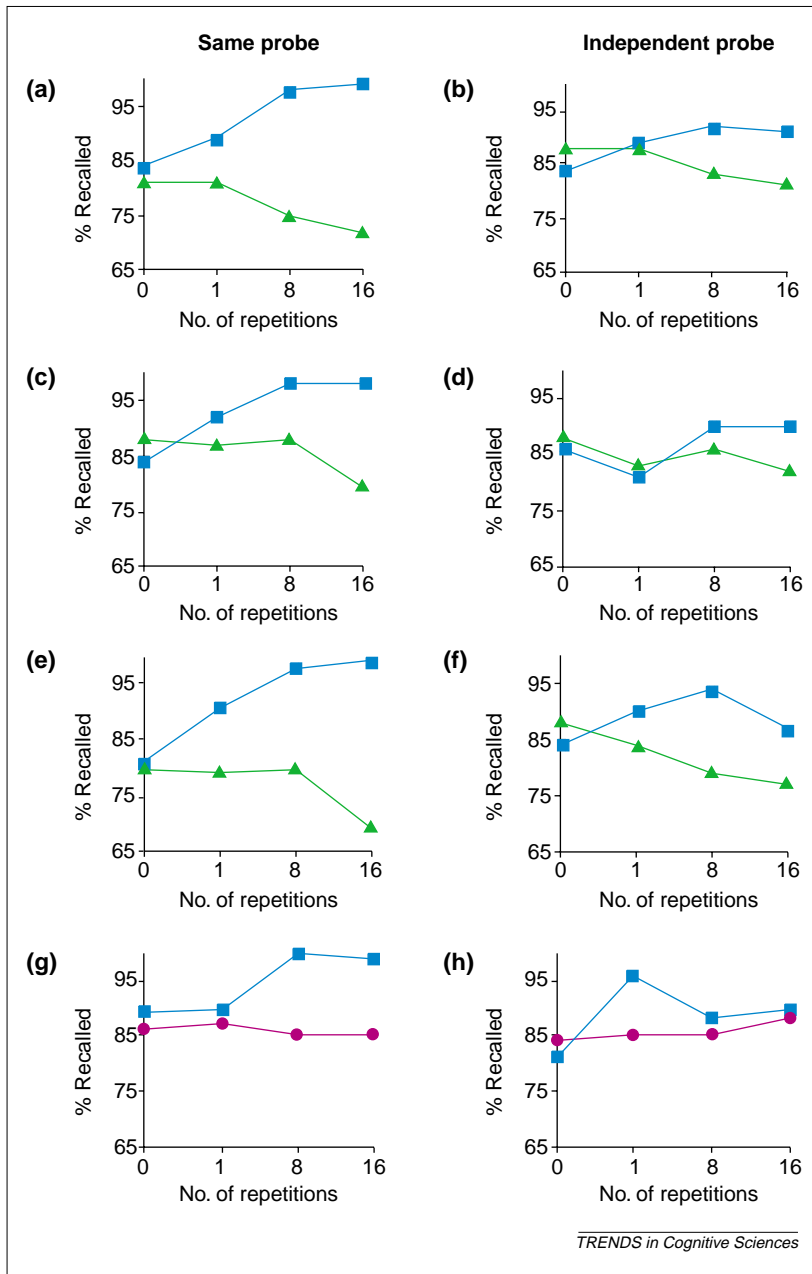 Same probe Independent probe
(a) (b)
% Recalled
95
85
75
65
0 1 8 16
No. of repetitions
% Recalled
95
85
75
65
0 1 8 16
No. of repetitions
(c) (d)
% Recalled
95
85
75
65
0 1 8 16
No. of repetitions
% Recalled
95
85
75
65
0 1 8 16
No. of repetitions
(e) (f)
% Recalled
95
85
75
65
0 1 8 16
No. of repetitions
% Recalled
95
85
75
65
0 1 8 16
No. of repetitions
(g) (h)
% Recalled
95
85
75
65
0 1 8 16
No. of repetitions
% Recalled
95
85
75
65
0 1 8 16
No. of repetitions
TRENDS in Cognitive Sciences